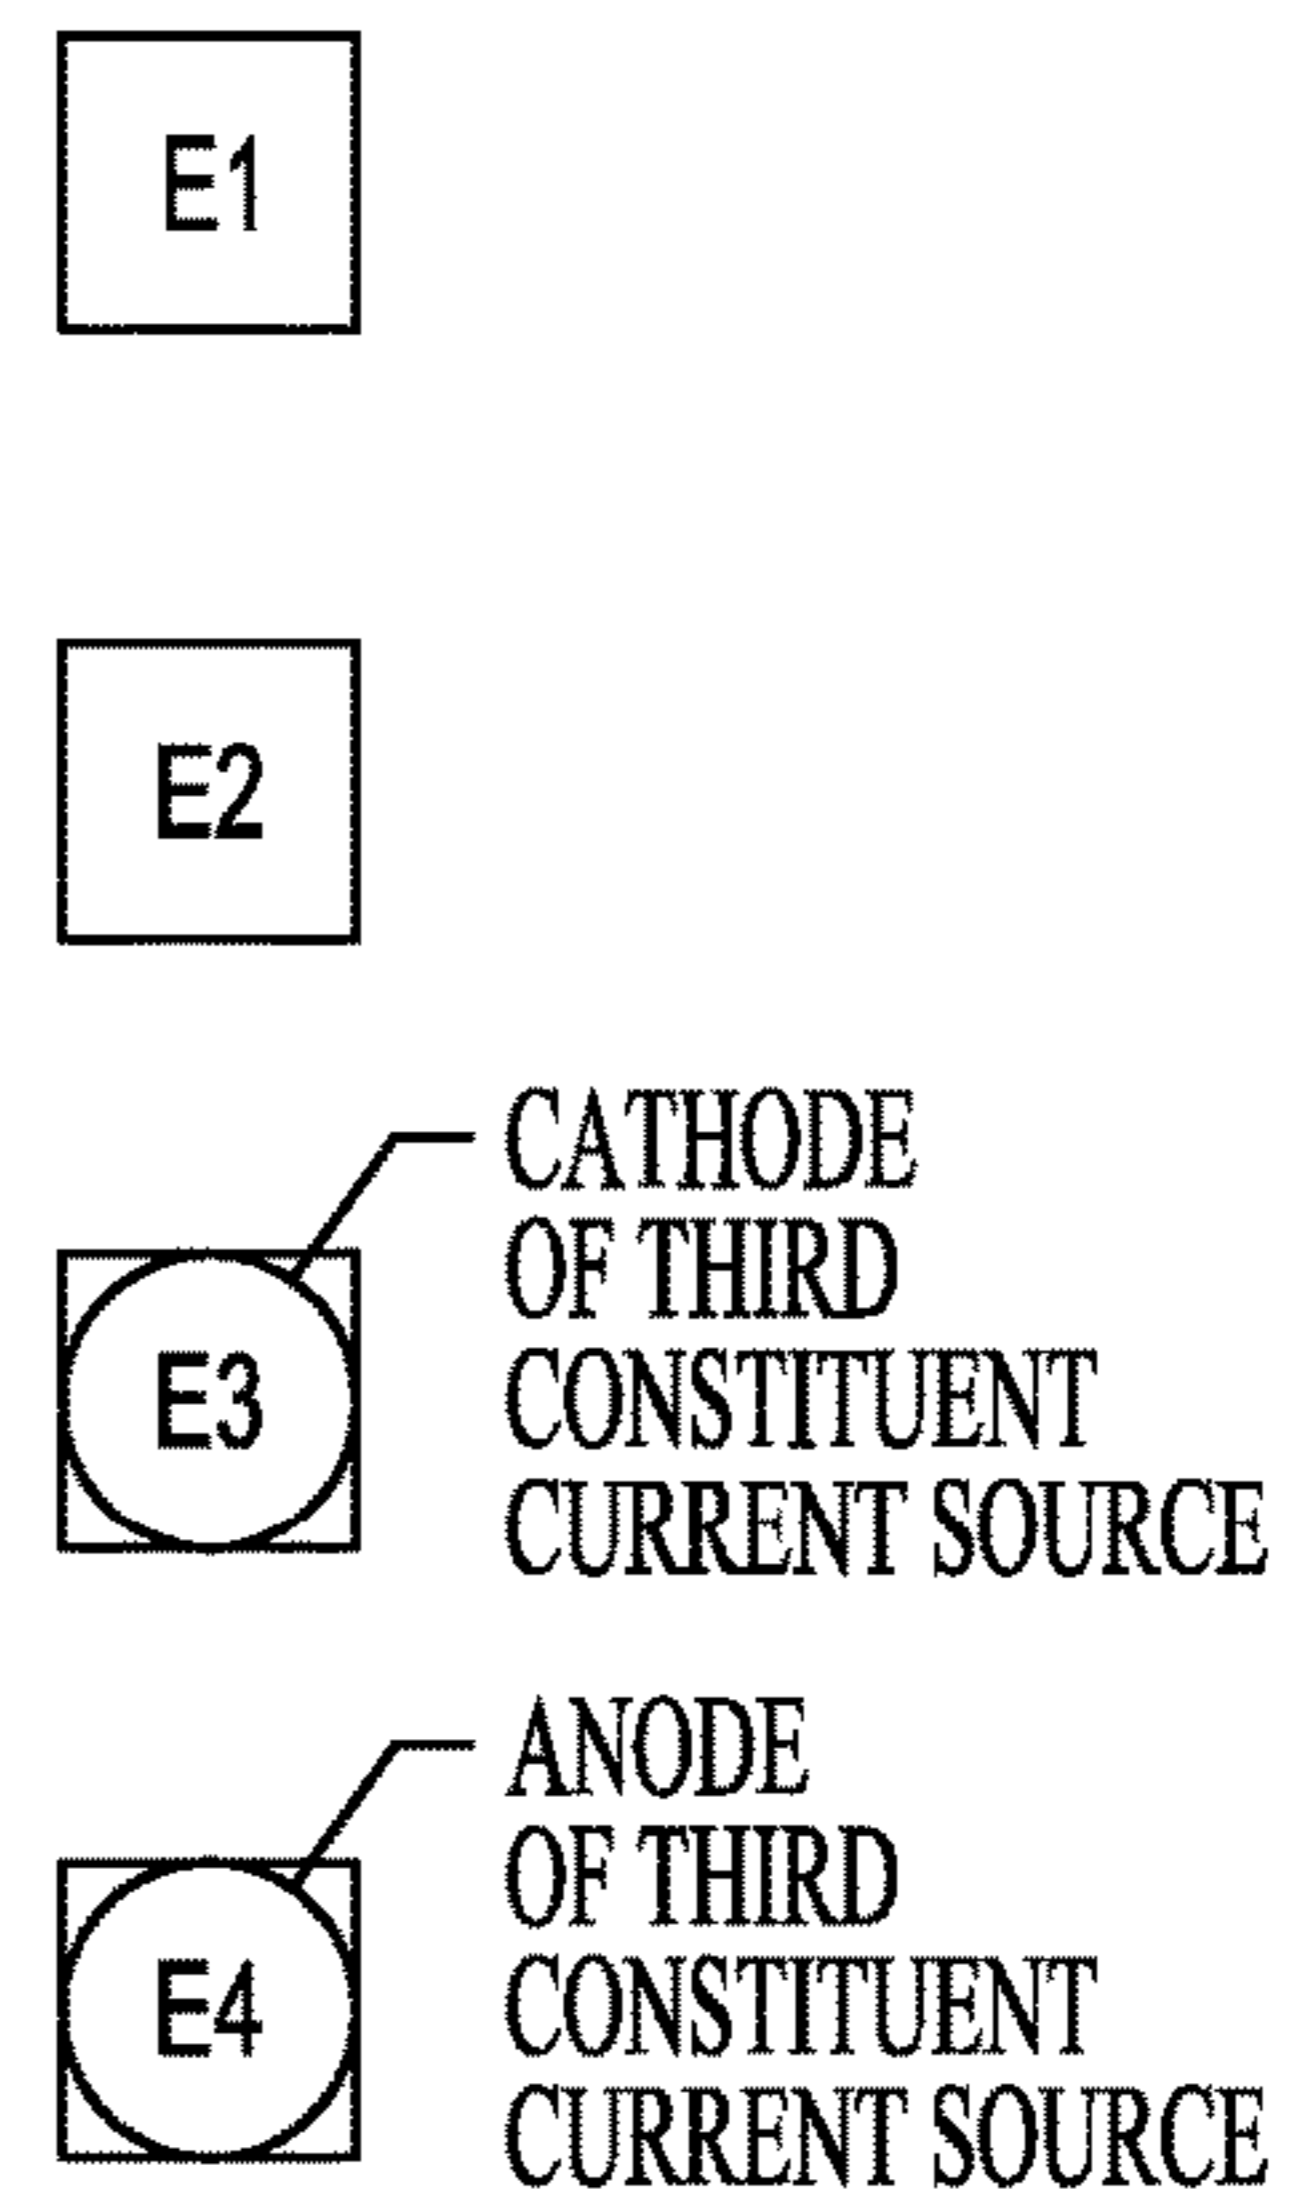 E1
E2
CATHODE
OF THIRD
CONSTITUENT
CURRENT SOURCE
E3
ANODE
OF THIRD
CONSTITUENT
CURRENT SOURCE
E4